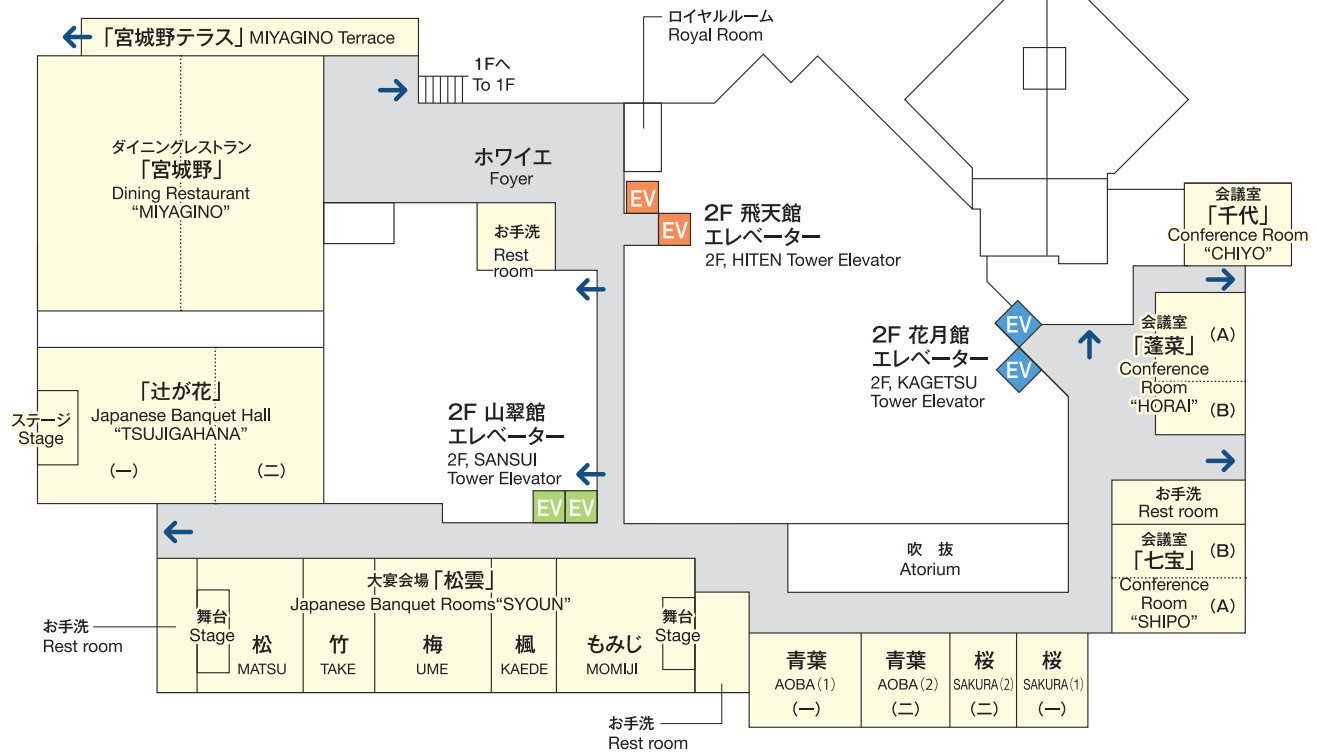 「宮城野テラス」 MIYAGINO Terrace
ロイヤルルーム
Royal Room
1Fへ
To 1F
ダイニングレストラン
「宮城野」
Dining Restaurant
“MIYAGINO”
ホワイエ
Foyer
お手洗
Rest
room
EV
EV
2F 飛天館
エレベーター
2F, HITEN Tower Elevator
会議室
「千代」
Conference Room
“CHIYO”
EV
EV
2F 花月館
エレベーター
2F, KAGETSU
Tower Elevator
会議室
「蓬菜」
Conference
Room
“HORAI”
(A)
(B)
「辻が花」
Japanese Banquet Hall
“TSUJIGAHANA”
(一)
(二)
ステージ
Stage
2F 山翠館
エレベーター
2F, SANSUI
Tower Elevator
EV
EV
お手洗
Rest room
会議室
「七宝」
Conference
Room
“SHIPO”
(B)
(A)
吹 抜
Atorium
大宴会場「松雲」
Japanese Banquet Rooms“SYOUN”
お手洗
Rest room
舞台
Stage
松
MATSU
竹
TAKE
梅
UME
楓
KAEDE
もみじ
MOMIJI
舞台
Stage
お手洗
Rest room
青葉
AOBA(1)
(一)
青葉
AOBA(2)
(二)
桜
SAKURA(2)
(二)
桜
SAKURA(1)
(一)